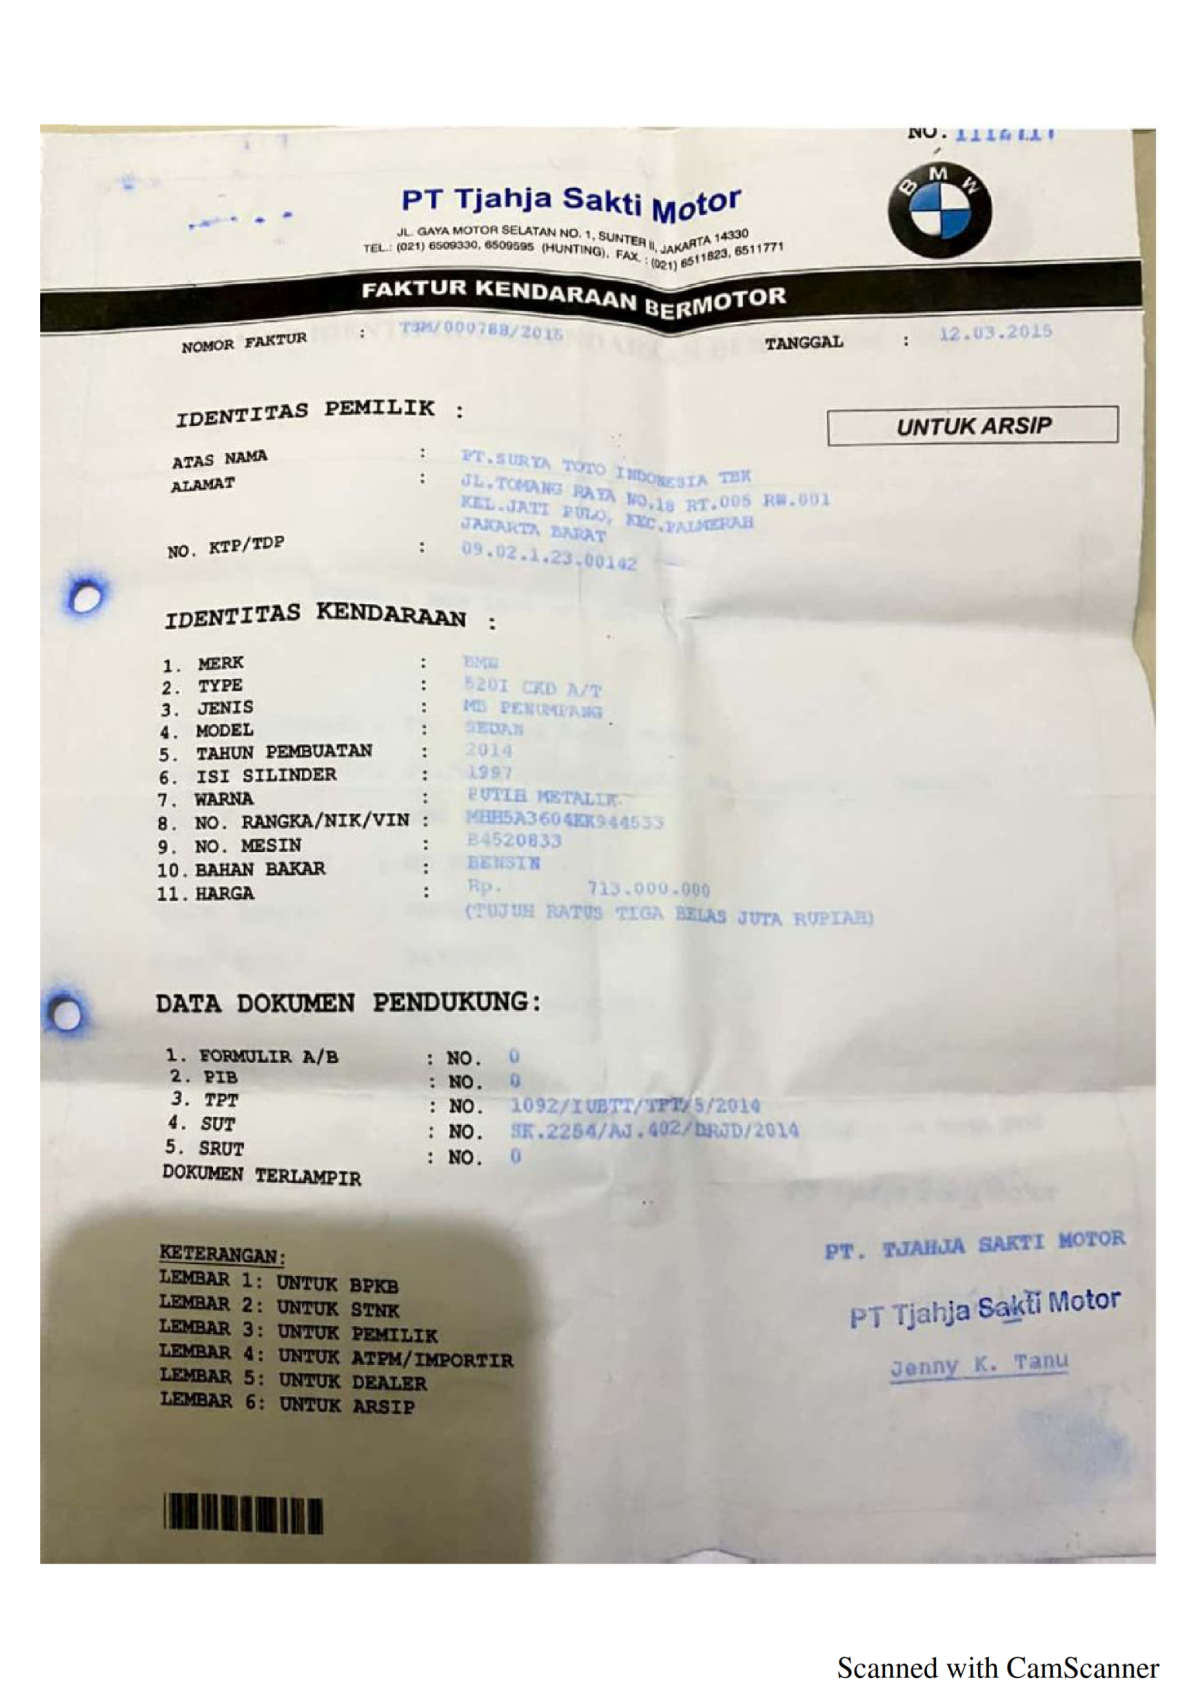 NO.
BMW
PT Tjahja Sakti Motor
JL. GAYA MOTOR SELATAN NO. 1, SUNTER II, JAKARTA 14330
TEL.: (021) 6509330, 6509595 (HUNTING), FAX. : (021) 6511823, 6511771
FAKTUR KENDARAAN BERMOTOR
NOMOR FAKTUR : TSM/000788/2015 TANGGAL : 12.03.2015
IDENTITAS PEMILIK :
UNTUK ARSIP
ATAS NAMA : PT.SURYA TOTO INDONESIA TBK
ALAMAT : JL.TOMANG RAYA NO.18 RT.005 RW.001
KEL.JATI PULO, KEC.PALMERAH
JAKARTA BARAT
NO. KTP/TDP : 09.02.1.23.00142
IDENTITAS KENDARAAN :
1. MERK : BMW
2. TYPE : 520I CKD A/T
3. JENIS : MB PENUMPANG
4. MODEL : SEDAN
5. TAHUN PEMBUATAN : 2014
6. ISI SILINDER : 1997
7. WARNA : PUTIH METALIK
8. NO. RANGKA/NIK/VIN : MHH5A3604EK944533
9. NO. MESIN : B4520833
10. BAHAN BAKAR : BENSIN
11. HARGA : Rp. 713.000.000
(TUJUH RATUS TIGA BELAS JUTA RUPIAH)
DATA DOKUMEN PENDUKUNG:
1. FORMULIR A/B : NO. 0
2. PIB : NO. 0
3. TPT : NO. 1092/IUBTT/TPT/5/2014
4. SUT : NO. SK.2254/AJ.402/DRJD/2014
5. SRUT : NO. 0
DOKUMEN TERLAMPIR
PT. TJAHJA SAKTI MOTOR
PT Tjahja Sakti Motor
Jenny K. Tanu
KETERANGAN:
LEMBAR 1: UNTUK BPKB
LEMBAR 2: UNTUK STNK
LEMBAR 3: UNTUK PEMILIK
LEMBAR 4: UNTUK ATPM/IMPORTIR
LEMBAR 5: UNTUK DEALER
LEMBAR 6: UNTUK ARSIP
Scanned with CamScanner